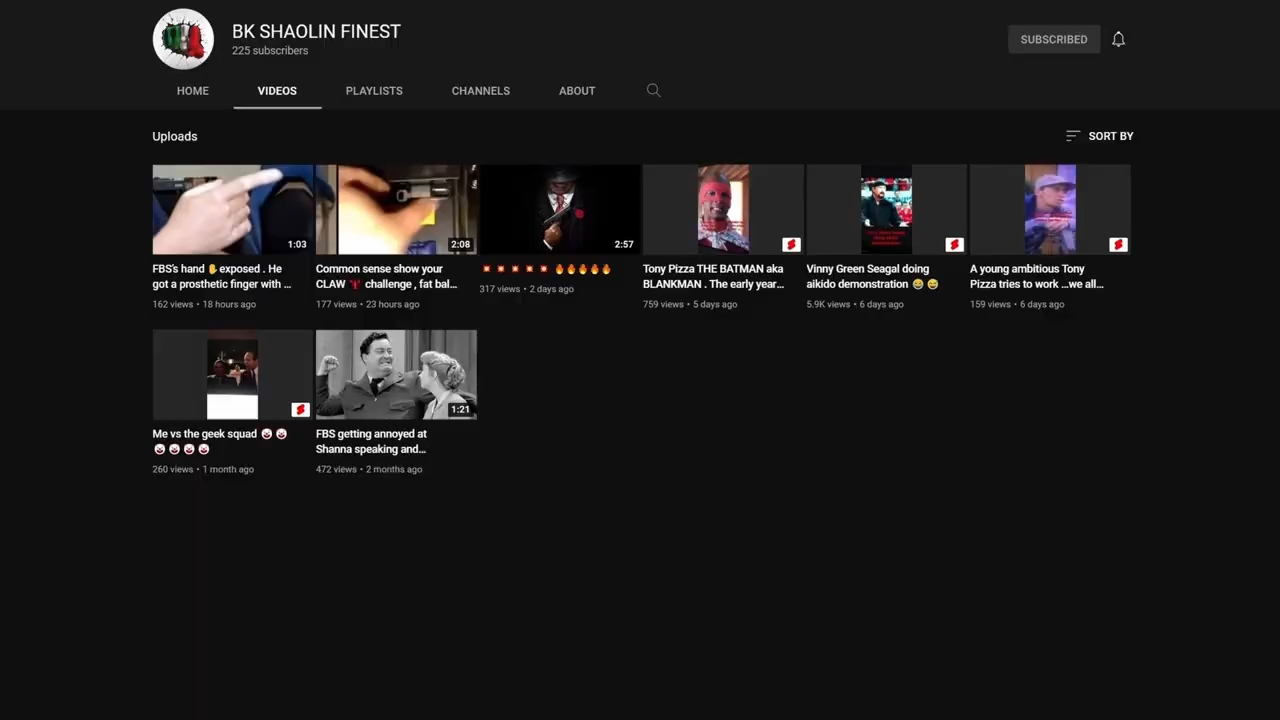 BK SHAOLIN FINEST
225 subscribers
SUBSCRIBED
HOME VIDEOS PLAYLISTS CHANNELS ABOUT
Uploads
SORT BY
1:03
2:08
2:57
FBS's hand ✋exposed . He
got a prosthetic finger with ...
162 views • 18 hours ago
Common sense show your
CLAW 🦞 challenge , fat bal...
177 views • 23 hours ago
💥 💥 💥 💥 💥 🔥🔥🔥🔥🔥
317 views • 2 days ago
Tony Pizza THE BATMAN aka
BLANKMAN . The early year...
759 views • 5 days ago
Vinny Green Seagal doing
aikido demonstration 😂 😅
5.9K views • 6 days ago
A young ambitious Tony
Pizza tries to work ...we all...
159 views • 6 days ago
1:21
Me vs the geek squad 🤡 🤡
🤡 🤡 🤡 🤡
260 views • 1 month ago
FBS getting annoyed at
Shanna speaking and...
472 views • 2 months ago